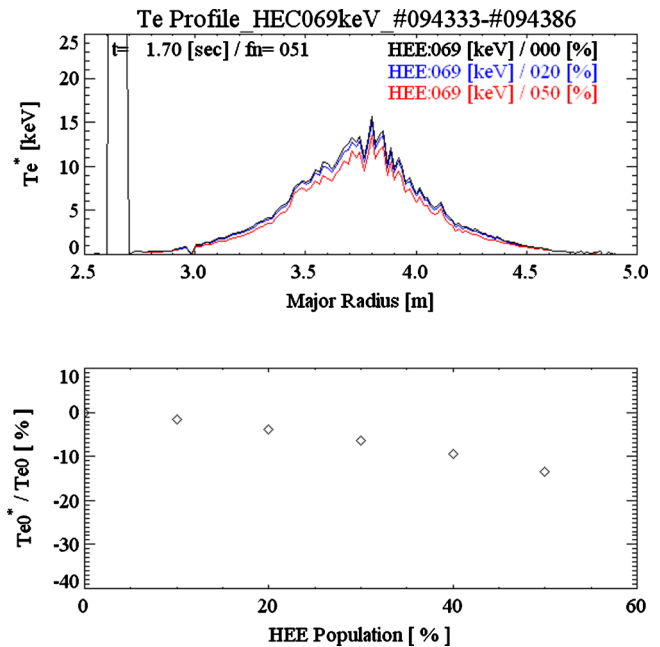 Te Profile_HEC069keV_#094333-#094386
t= 1.70 [sec] / fn= 051
HEE:069 [keV] / 000 [%]
HEE:069 [keV] / 020 [%]
HEE:069 [keV] / 050 [%]
25
20
15
10
5
0
Te* [keV]
2.5 3.0 3.5 4.0 4.5 5.0
Major Radius [m]
10
0
-10
-20
-30
-40
Te0* / Te0 [ % ]
0 20 40 60
HEE Population [ % ]